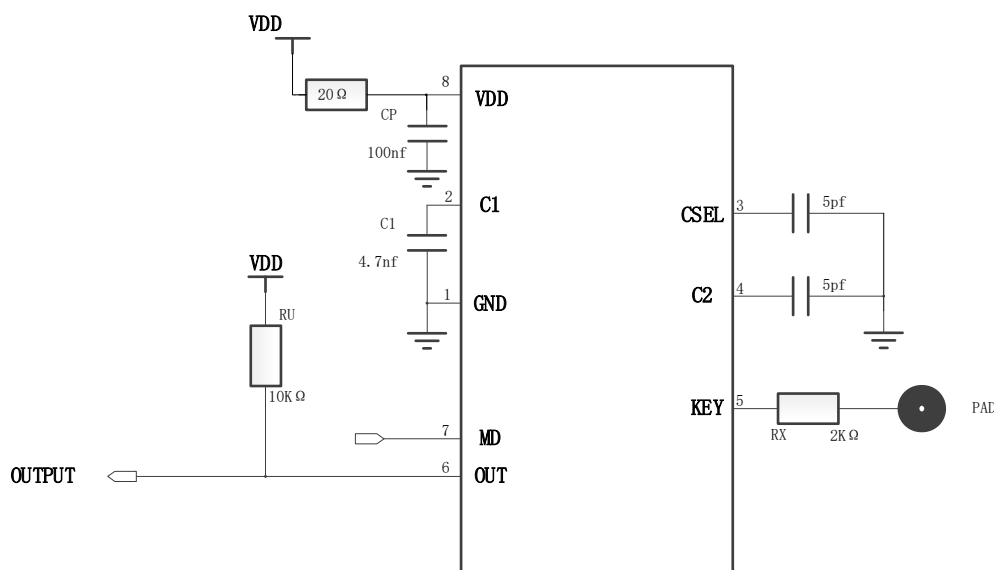 VDD
8
20Ω
VDD
CP
100nf
2
C1
C1
4.7nf
VDD
1
GND
RU
10KΩ
7
MD
6
OUT
OUTPUT
CSEL
3
5pf
C2
4
5pf
KEY
5
RX
2KΩ
PAD